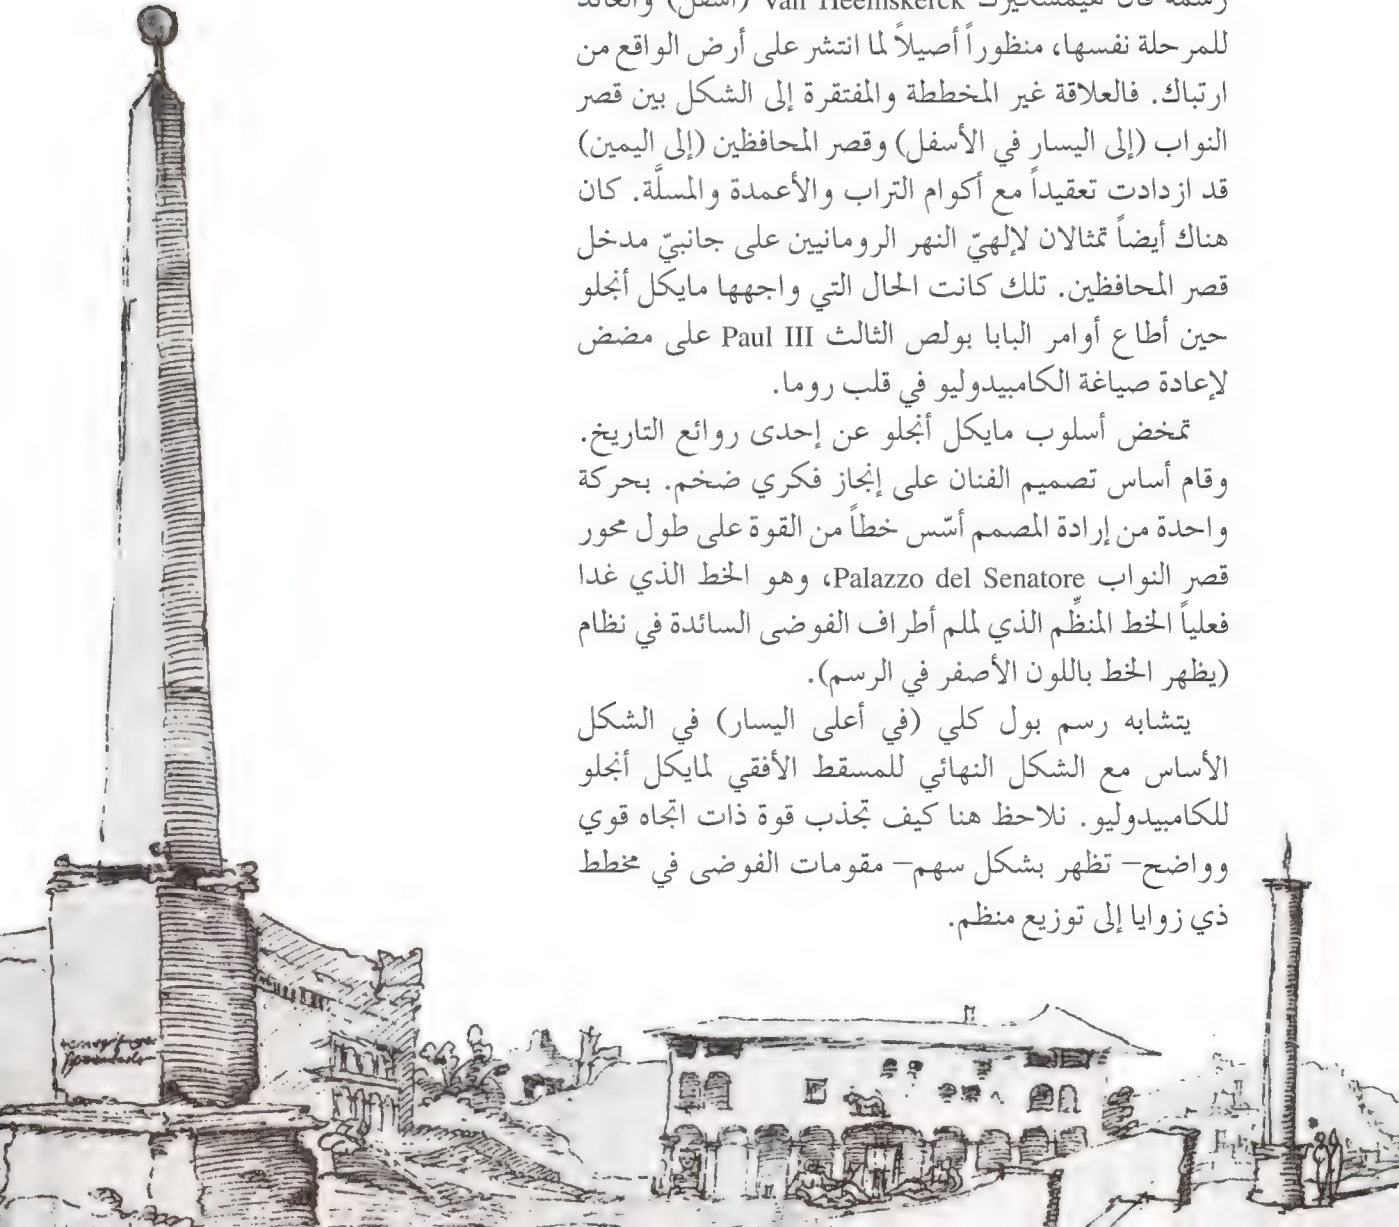 رسمه فان هيمسكيرك van Heemskerck (أسفل) والعائد
للمرحلة نفسها، منظوراً أصيلاً لما انتشر على أرض الواقع من
ارتباك. فالعلاقة غير المخططة والمفتقرة إلى الشكل بين قصر
النواب (إلى اليسار في الأسفل) وقصر المحافظين (إلى اليمين)
قد ازدادت تعقيداً مع أكوام التراب والأعمدة والمسلَّة. كان
هناك أيضاً تمثالان لإلهيّ النهر الرومانيين على جانبيّ مدخل
قصر المحافظين. تلك كانت الحال التي واجهها مايكل أنجلو
حين أطاع أوامر البابا بولص الثالث Paul III على مضض
لإعادة صياغة الكامبيدوليو في قلب روما.
تمخض أسلوب مايكل أنجلو عن إحدى روائع التاريخ.
وقام أساس تصميم الفنان على إنجاز فكري ضخم. بحركة
واحدة من إرادة المصمم أسّس خطاً من القوة على طول محور
قصر النواب Palazzo del Senatore، وهو الخط الذي غدا
فعلياً الخط المنظِّم الذي لملم أطراف الفوضى السائدة في نظام
(يظهر الخط باللون الأصفر في الرسم).
يتشابه رسم بول كلي (في أعلى اليسار) في الشكل
الأساس مع الشكل النهائي للمسقط الأفقي لمايكل أنجلو
للكامبيدوليو. نلاحظ هنا كيف تجذب قوة ذات اتجاه قوي
وواضح– تظهر بشكل سهم– مقومات الفوضى في مخطط
ذي زوايا إلى توزيع منظم.